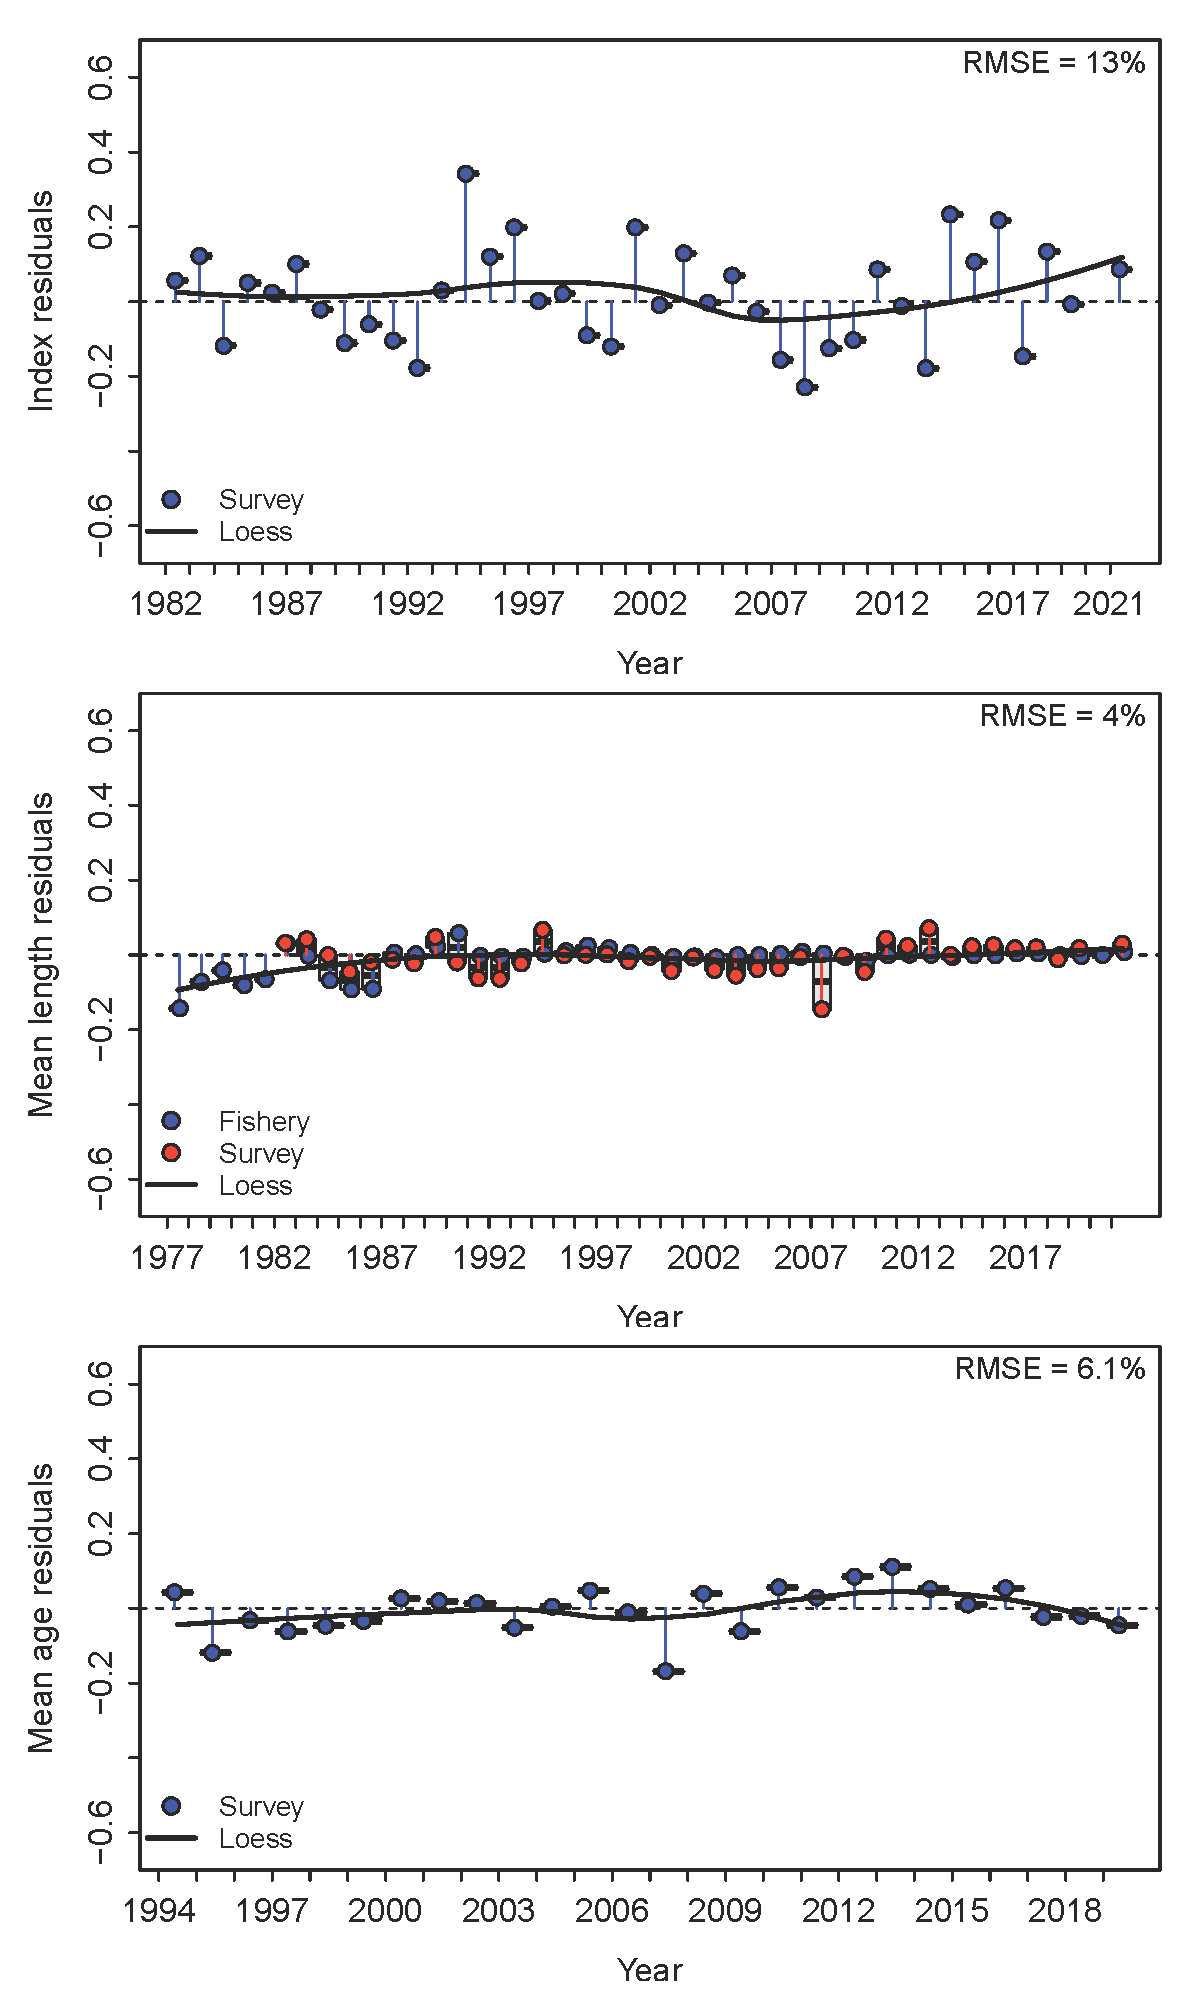 RMSE = 13%
Index residuals
0.6
0.4
0.2
−0.2
−0.6
Survey
Loess
1982 1987 1992 1997 2002 2007 2012 2017 2021
Year
RMSE = 4%
Mean length residuals
0.6
0.4
0.2
−0.2
−0.6
Fishery
Survey
Loess
1977 1982 1987 1992 1997 2002 2007 2012 2017
Year
RMSE = 6.1%
Mean age residuals
0.6
0.4
0.2
−0.2
−0.6
Survey
Loess
1994 1997 2000 2003 2006 2009 2012 2015 2018
Year